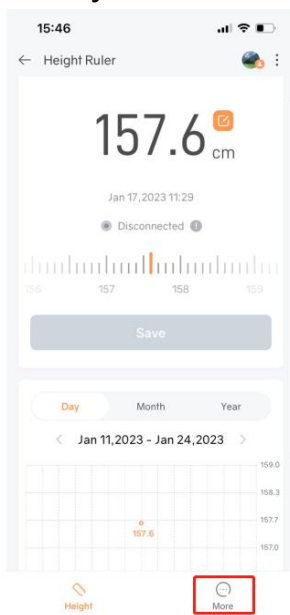 15:46
Height Ruler
157.6 cm
Jan 17,2023 11:29
Disconnected
156 157 158 159
Save
Day Month Year
Jan 11,2023 - Jan 24,2023
159.0
158.3
157.7
157.6
157.0
Height More